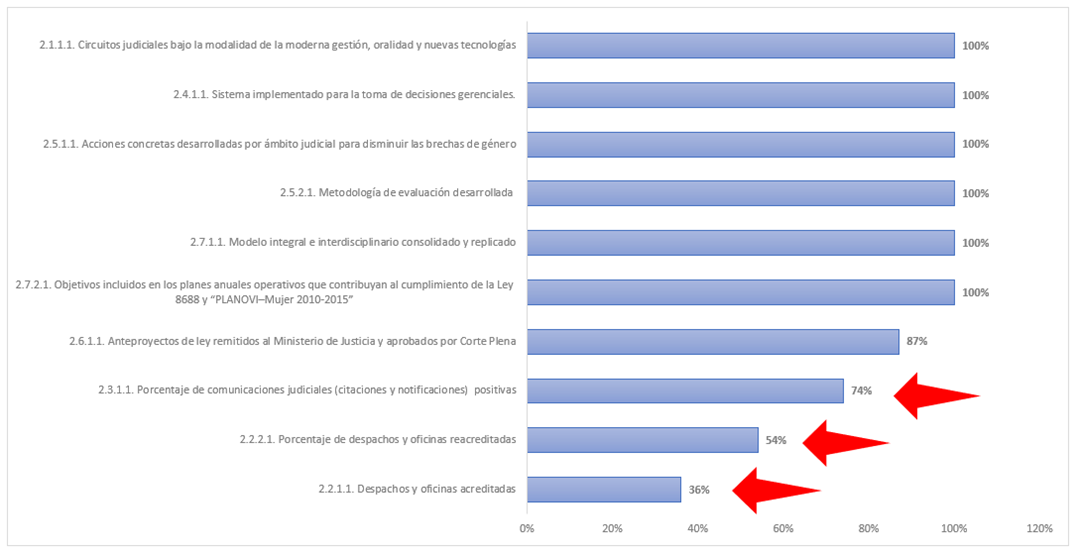 2.1.1.1. Circuitos judiciales bajo la modalidad de la moderna gestión, oralidad y nuevas tecnologías
100%
2.4.1.1. Sistema implementado para la toma de decisiones gerenciales.
100%
2.5.1.1. Acciones concretas desarrolladas por ámbito judicial para disminuir las brechas de género
100%
2.5.2.1. Metodología de evaluación desarrollada
100%
2.7.1.1. Modelo integral e interdisciplinario consolidado y replicado
100%
2.7.2.1. Objetivos incluidos en los planes anuales operativos que contribuyan al cumplimiento de la Ley
8688 y “PLANOVI–Mujer 2010-2015”
100%
2.6.1.1. Anteproyectos de ley remitidos al Ministerio de Justicia y aprobados por Corte Plena
87%
2.3.1.1. Porcentaje de comunicaciones judiciales (citaciones y notificaciones) positivas
74%
2.2.2.1. Porcentaje de despachos y oficinas reacreditadas
54%
2.2.1.1. Despachos y oficinas acreditadas
36%
0% 20% 40% 60% 80% 100% 120%